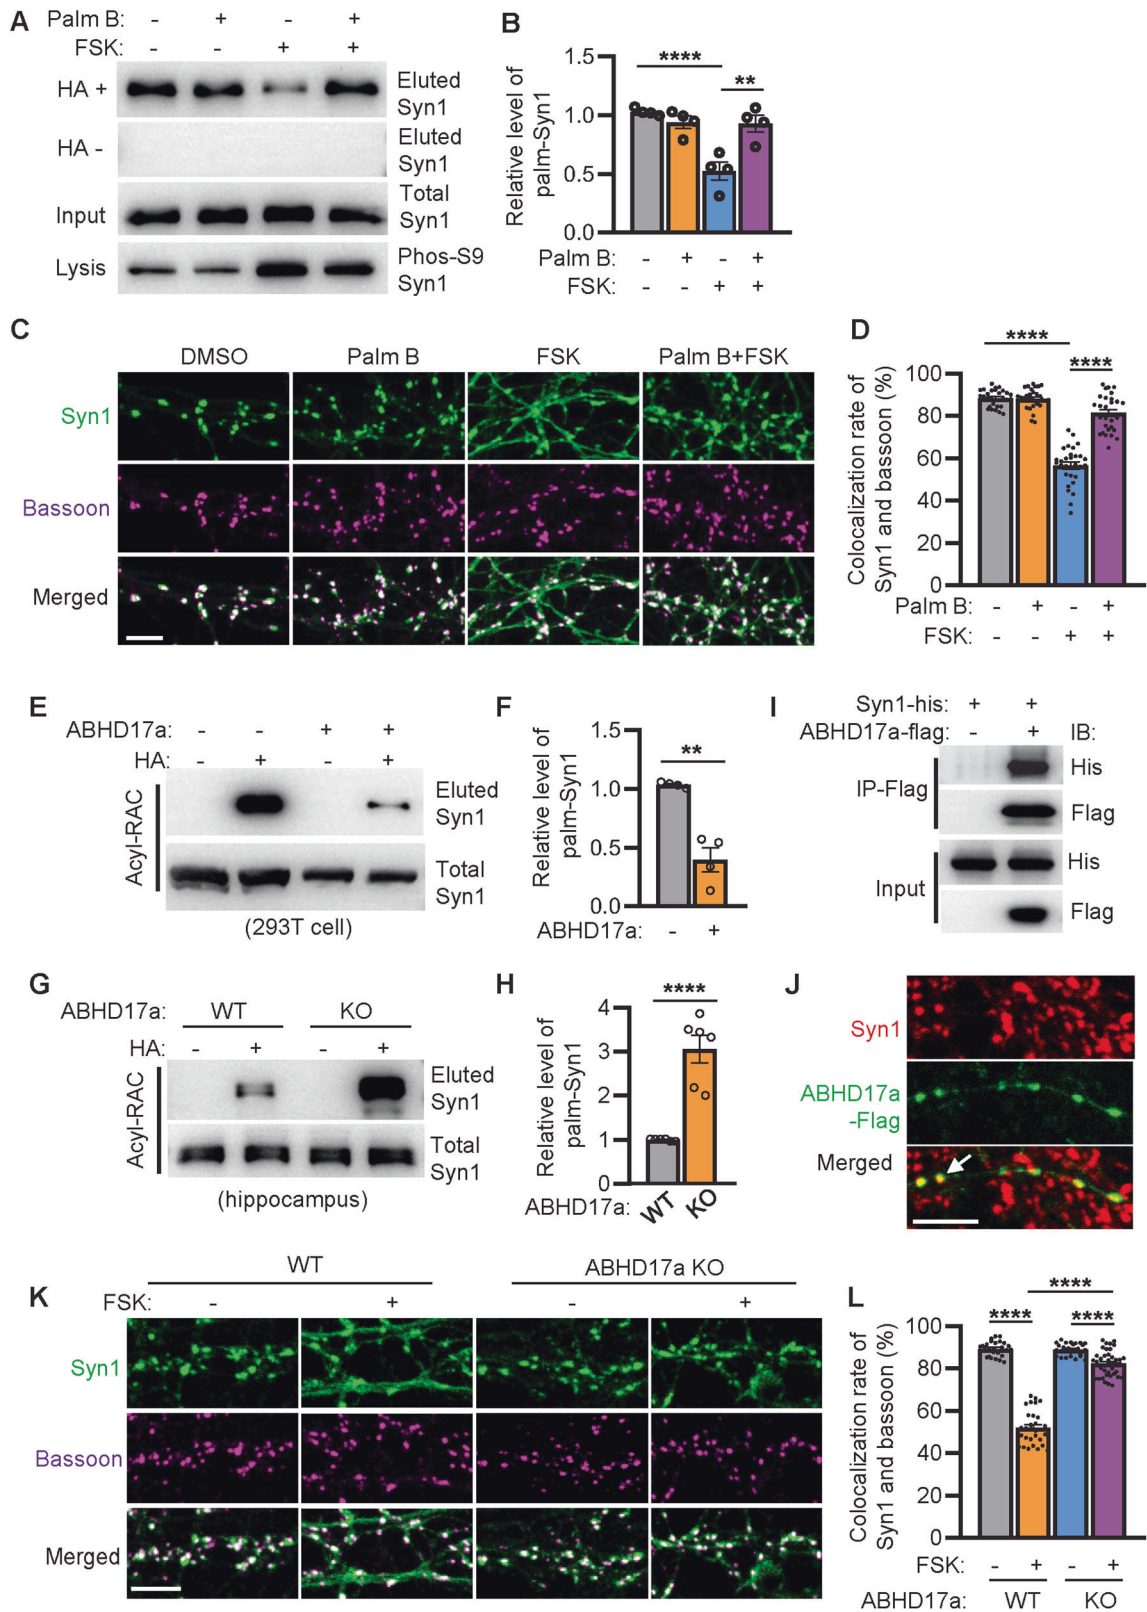 A
Palm B: - + - +
FSK: - - + +
HA + Eluted Syn1
HA - Eluted Syn1
Input Total Syn1
Lysis Phos-S9 Syn1
B
Relative level of
palm-Syn1
1.5
1.0
0.5
0.0
**** **
Palm B: - + - +
FSK: - - + +
C
DMSO Palm B FSK Palm B+FSK
Syn1
Bassoon
Merged
D
Colocalization rate of
Syn1 and bassoon (%)
100
80
60
40
20
0
****
****
Palm B: - + - +
FSK: - - + +
E
ABHD17a: - - + +
HA: - + - +
Acyl-RAC
Eluted
Syn1
Total
Syn1
(293T cell)
F
Relative level of
palm-Syn1
1.5
1.0
0.5
0.0
**
ABHD17a: - +
I
Syn1-his: + +
ABHD17a-flag: - + IB:
IP-Flag
His
Flag
Input
His
Flag
G
ABHD17a: WT KO
HA: - + - +
Acyl-RAC
Eluted
Syn1
Total
Syn1
(hippocampus)
H
Relative level of
palm-Syn1
4
3
2
1
0
****
ABHD17a: WT KO
J
Syn1
ABHD17a
-Flag
Merged
K
WT ABHD17a KO
FSK: - + - +
Syn1
Bassoon
Merged
L
Colocalization rate of
Syn1 and bassoon (%)
100
80
60
40
20
0
****
**** ****
FSK: - + - +
ABHD17a: WT KO